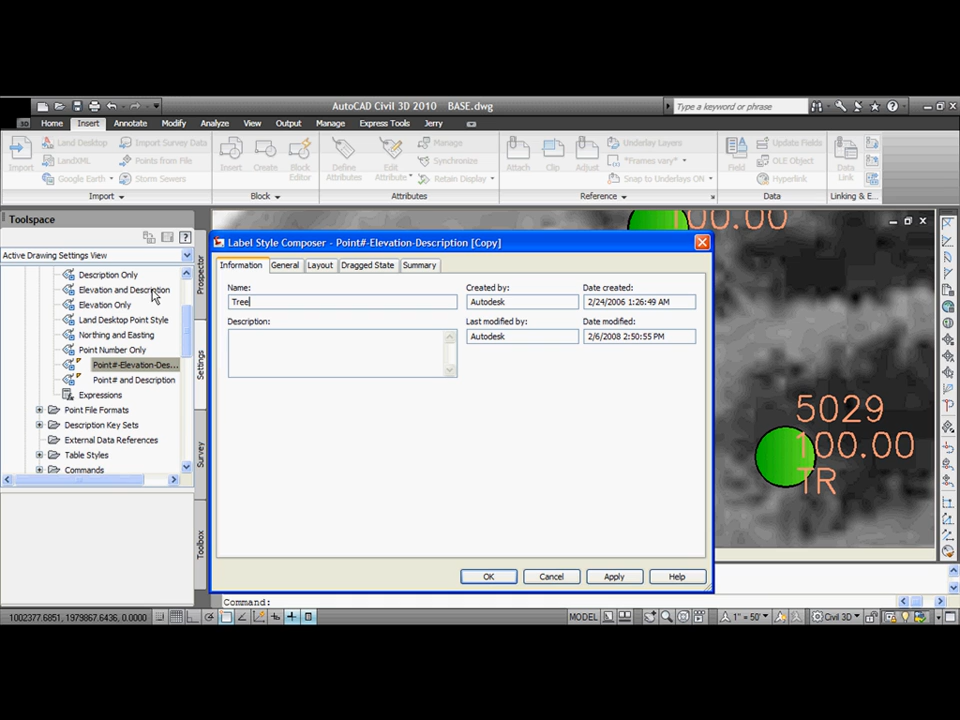 AutoCAD Civil 3D 2010 BASE.dwg
Type a keyword or phrase
Home Insert Annotate Modify Analyze View Output Manage Express Tools Jerry
Import
Land Desktop
LandXML
Google Earth
Import Survey Data
Points from File
Storm Sewers
Insert
Create
Block Editor
Define Attributes
Edit Attributes
Manage
Synchronize
Retain Display
Attach
Clip
Adjust
Underlay Layers
*Frames vary*
Snap to Underlays ON
Field
Update Fields
OLE Object
Hyperlink
Data Link
Import Block Attributes Reference Data Linking & E...
Toolspace
Active Drawing Settings View
Description Only
Elevation and Description
Elevation Only
Land Desktop Point Style
Northing and Easting
Point Number Only
Point#-Elevation-Des...
Point# and Description
Expressions
Point File Formats
Description Key Sets
External Data References
Table Styles
Commands
Prospector
Settings
Survey
Toolbox
Label Style Composer - Point#-Elevation-Description [Copy]
Information General Layout Dragged State Summary
Name:
Tree
Created by:
Autodesk
Date created:
2/24/2006 1:26:49 AM
Description:
Last modified by:
Autodesk
Date modified:
2/6/2008 2:50:55 PM
OK Cancel Apply Help
00.00
5029
100.00
TR
Command:
1002377.6851, 1979867.6436, 0.0000
MODEL
1" = 50'
Civil 3D